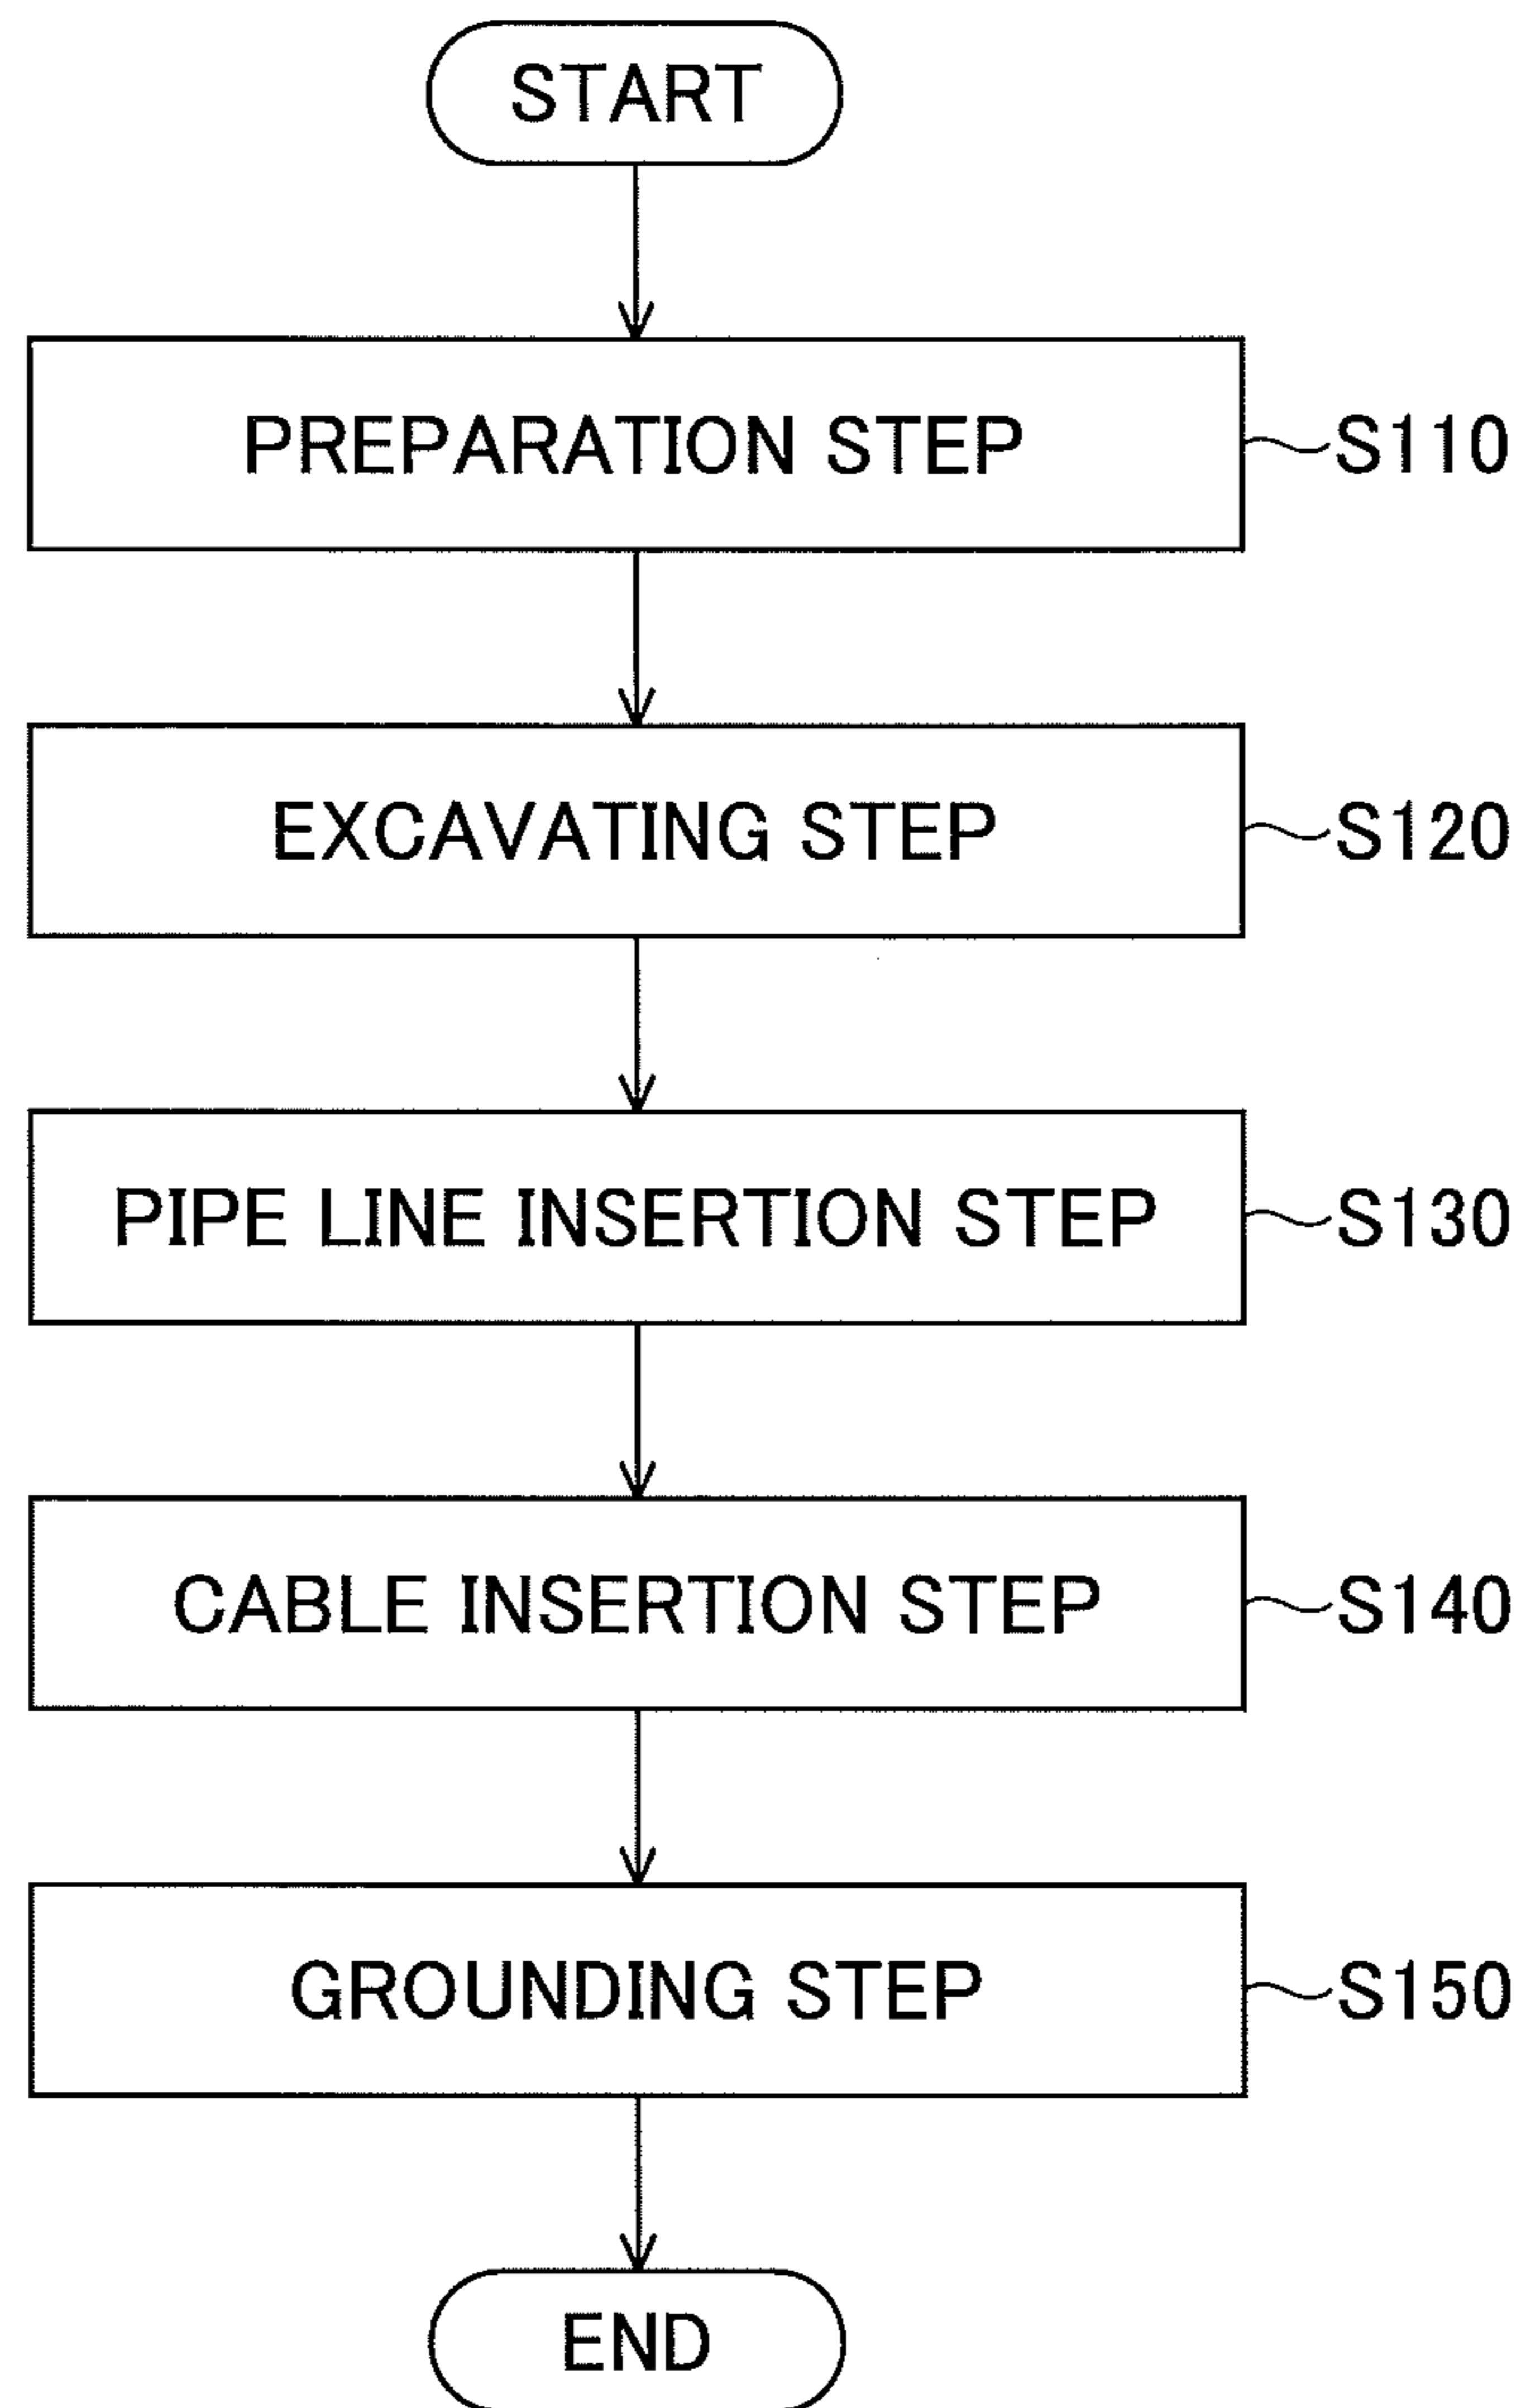 START
PREPARATION STEP
S110
EXCAVATING STEP
S120
PIPE LINE INSERTION STEP
S130
CABLE INSERTION STEP
S140
GROUNDING STEP
S150
END